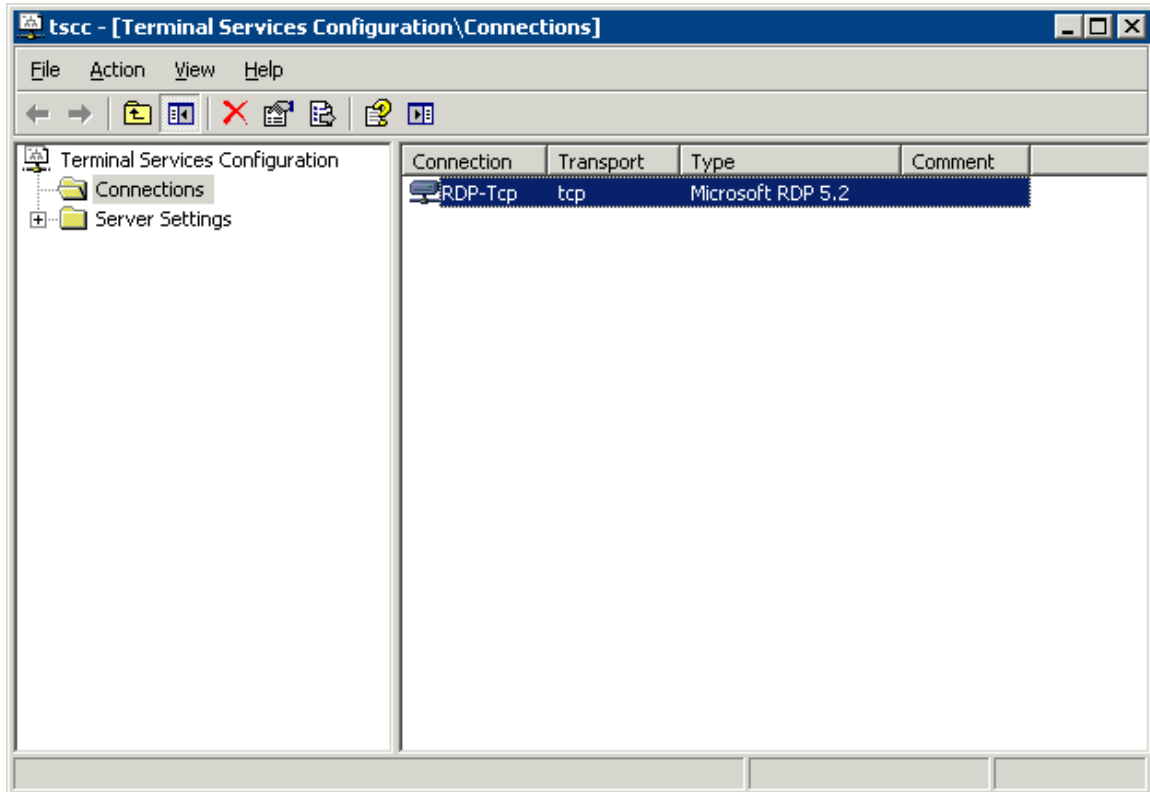 tscc - [Terminal Services Configuration\Connections]
File Action View Help
Terminal Services Configuration
Connections
Server Settings
Connection Transport Type Comment
RDP-Tcp tcp Microsoft RDP 5.2